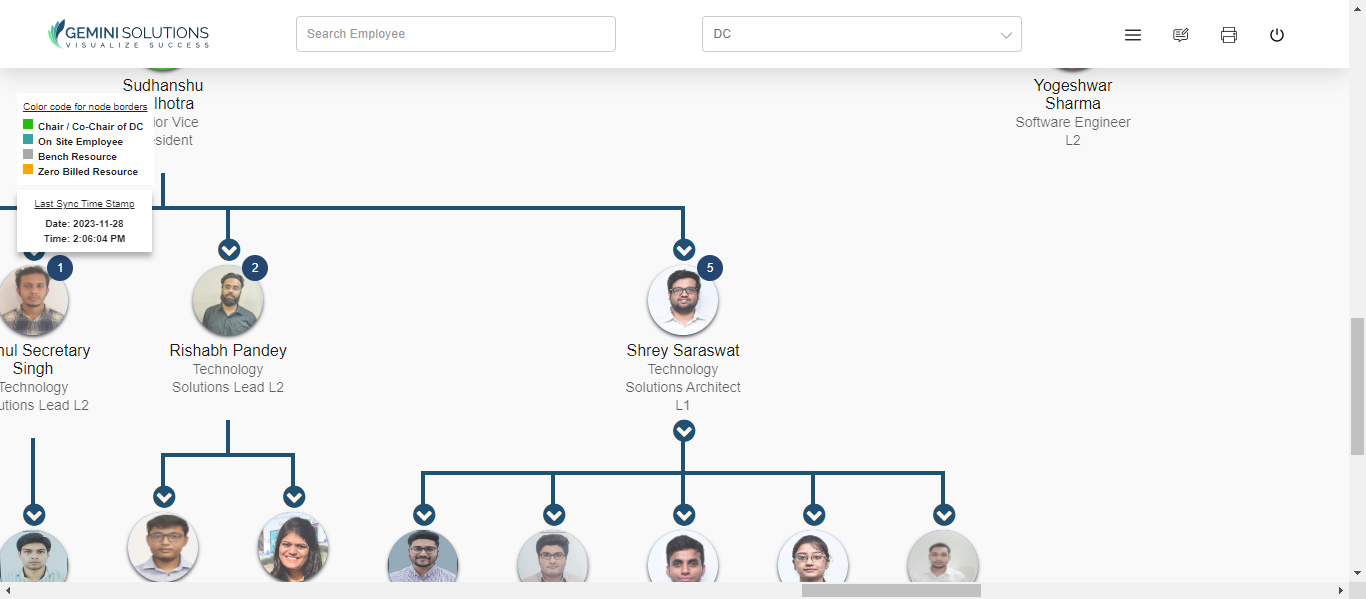 GEMINI SOLUTIONS
VISUALIZE SUCCESS
Search Employee
DC
Sudhanshu
lhotra
ior Vice
esident
Yogeshwar
Sharma
Software Engineer
L2
Color code for node borders
Chair / Co-Chair of DC
On Site Employee
Bench Resource
Zero Billed Resource
Last Sync Time Stamp
Date: 2023-11-28
Time: 2:06:04 PM
1
2
5
hul Secretary
Singh
Technology
utions Lead L2
Rishabh Pandey
Technology
Solutions Lead L2
Shrey Saraswat
Technology
Solutions Architect
L1